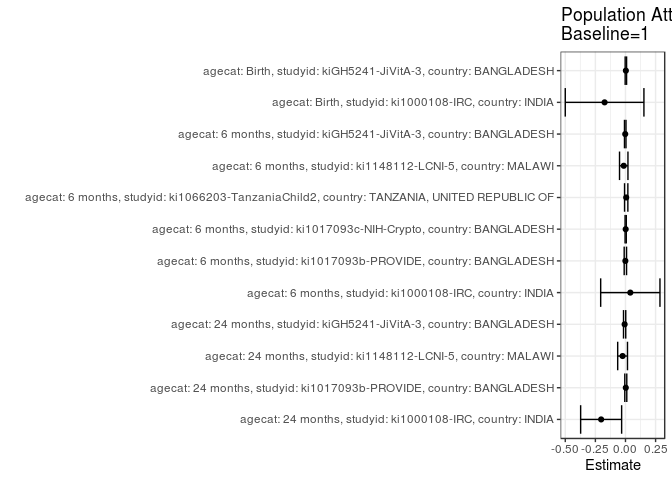 Population Att
Baseline=1
agecat: Birth, studyid: kiGH5241-JiVitA-3, country: BANGLADESH
agecat: Birth, studyid: ki1000108-IRC, country: INDIA
agecat: 6 months, studyid: kiGH5241-JiVitA-3, country: BANGLADESH
agecat: 6 months, studyid: ki1148112-LCNI-5, country: MALAWI
agecat: 6 months, studyid: ki1066203-TanzaniaChild2, country: TANZANIA, UNITED REPUBLIC OF
agecat: 6 months, studyid: ki1017093c-NIH-Crypto, country: BANGLADESH
agecat: 6 months, studyid: ki1017093b-PROVIDE, country: BANGLADESH
agecat: 6 months, studyid: ki1000108-IRC, country: INDIA
agecat: 24 months, studyid: kiGH5241-JiVitA-3, country: BANGLADESH
agecat: 24 months, studyid: ki1148112-LCNI-5, country: MALAWI
agecat: 24 months, studyid: ki1017093b-PROVIDE, country: BANGLADESH
agecat: 24 months, studyid: ki1000108-IRC, country: INDIA
-0.50 -0.25 0.00 0.25
Estimate